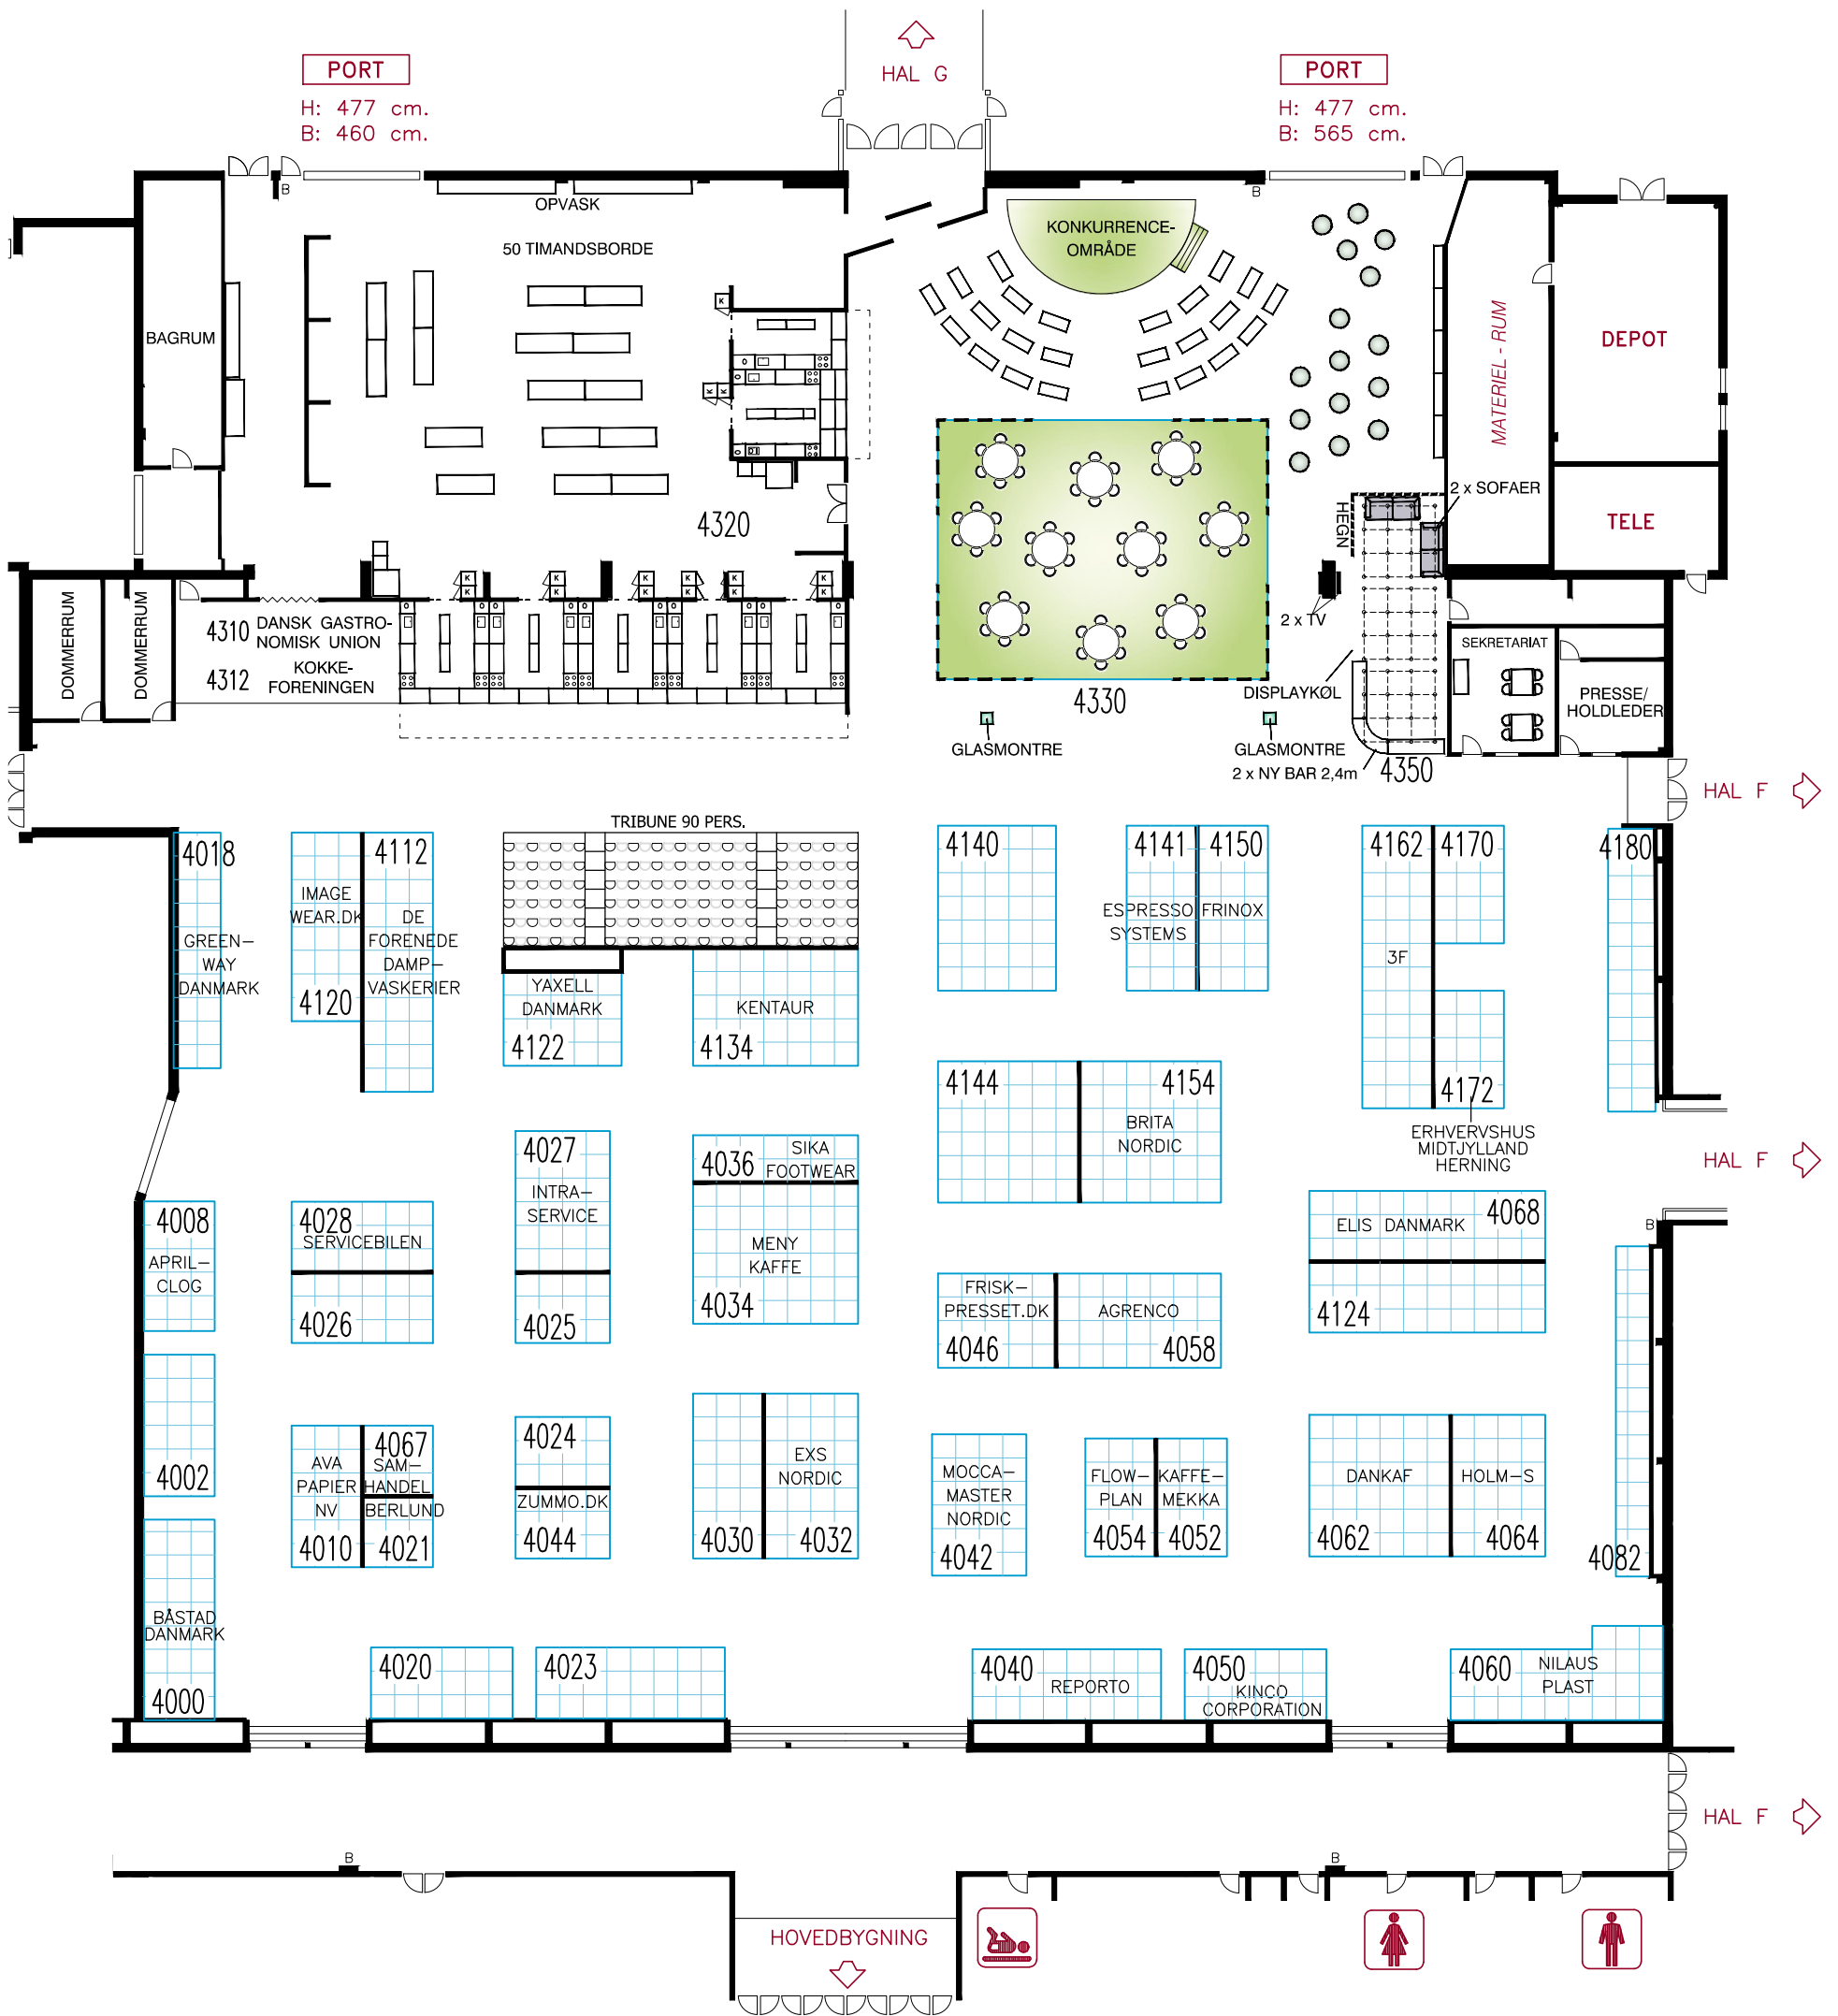 HAL G
PORT
H: 477 cm.
B: 460 cm.
PORT
H: 477 cm.
B: 565 cm.
B
OPVASK
B
50 TIMANDSBORDE
KONKURRENCE-
OMRÅDE
BAGRUM
K
K K
MATERIEL - RUM
DEPOT
2 x SOFAER
HEGN
4320
TELE
K
K
K
K
K
K
K
K
K
K
K
K
2 x TV
DOMMERRUM
DOMMERRUM
4310 DANSK GASTRO-
NOMISK UNION
4312 KOKKE-
FORENINGEN
SEKRETARIAT
DISPLAYKØL
PRESSE/
HOLDLEDER
4330
GLASMONTRE
GLASMONTRE
2 x NY BAR 2,4m
4350
HAL F
TRIBUNE 90 PERS.
4018
GREEN-
WAY
DANMARK
IMAGE
WEAR.DK
4120
4112
DE
FORENEDE
DAMP-
VASKERIER
YAXELL
DANMARK
4122
KENTAUR
4134
4140
4141
ESPRESSO
SYSTEMS
4150
FRINOX
4162
3F
4170
4172
ERHVERVSHUS
MIDTJYLLAND
HERNING
4180
4144
4154
BRITA
NORDIC
HAL F
B
4008
APRIL-
CLOG
4028
SERVICEBILEN
4026
4027
INTRA-
SERVICE
4025
4036
SIKA
FOOTWEAR
MENY
KAFFE
4034
ELIS DANMARK
4068
4124
FRISK-
PRESSET.DK
4046
AGRENCO
4058
4002
AVA
PAPIER
NV
4010
4067
SAM-
HANDEL
BERLUND
4021
4024
ZUMMO.DK
4044
4030
EXS
NORDIC
4032
MOCCA-
MASTER
NORDIC
4042
FLOW-
PLAN
4054
KAFFE-
MEKKA
4052
DANKAF
4062
HOLM-S
4064
4082
BÅSTAD
DANMARK
4000
4020
4023
4040
REPORTO
4050
KINCO
CORPORATION
4060
NILAUS
PLAST
HAL F
B
B
HOVEDBYGNING